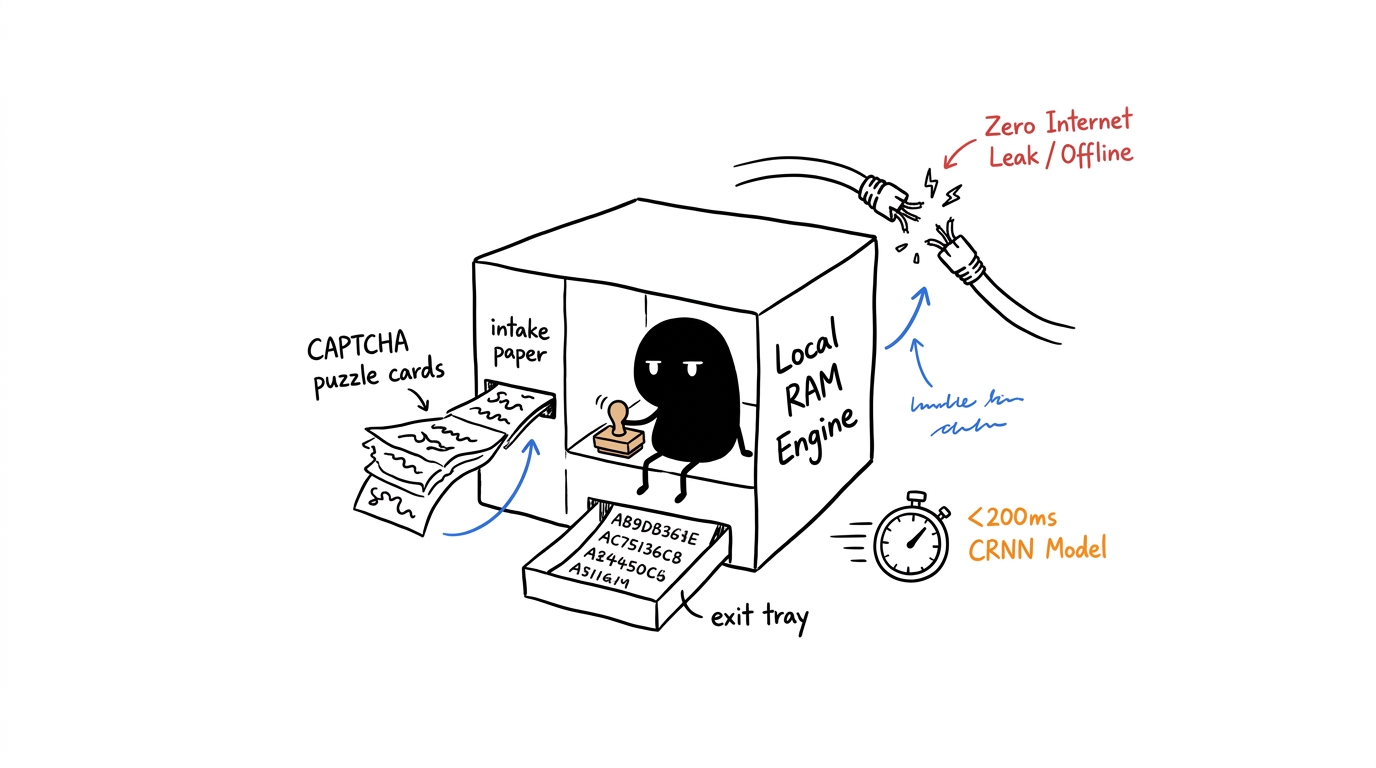 Zero Internet
Leak / Offline
CAPTCHA
puzzle cards
intake
paper
Local
RAM
Engine
<200ms
CRNN Model
AC75136CB
exit tray